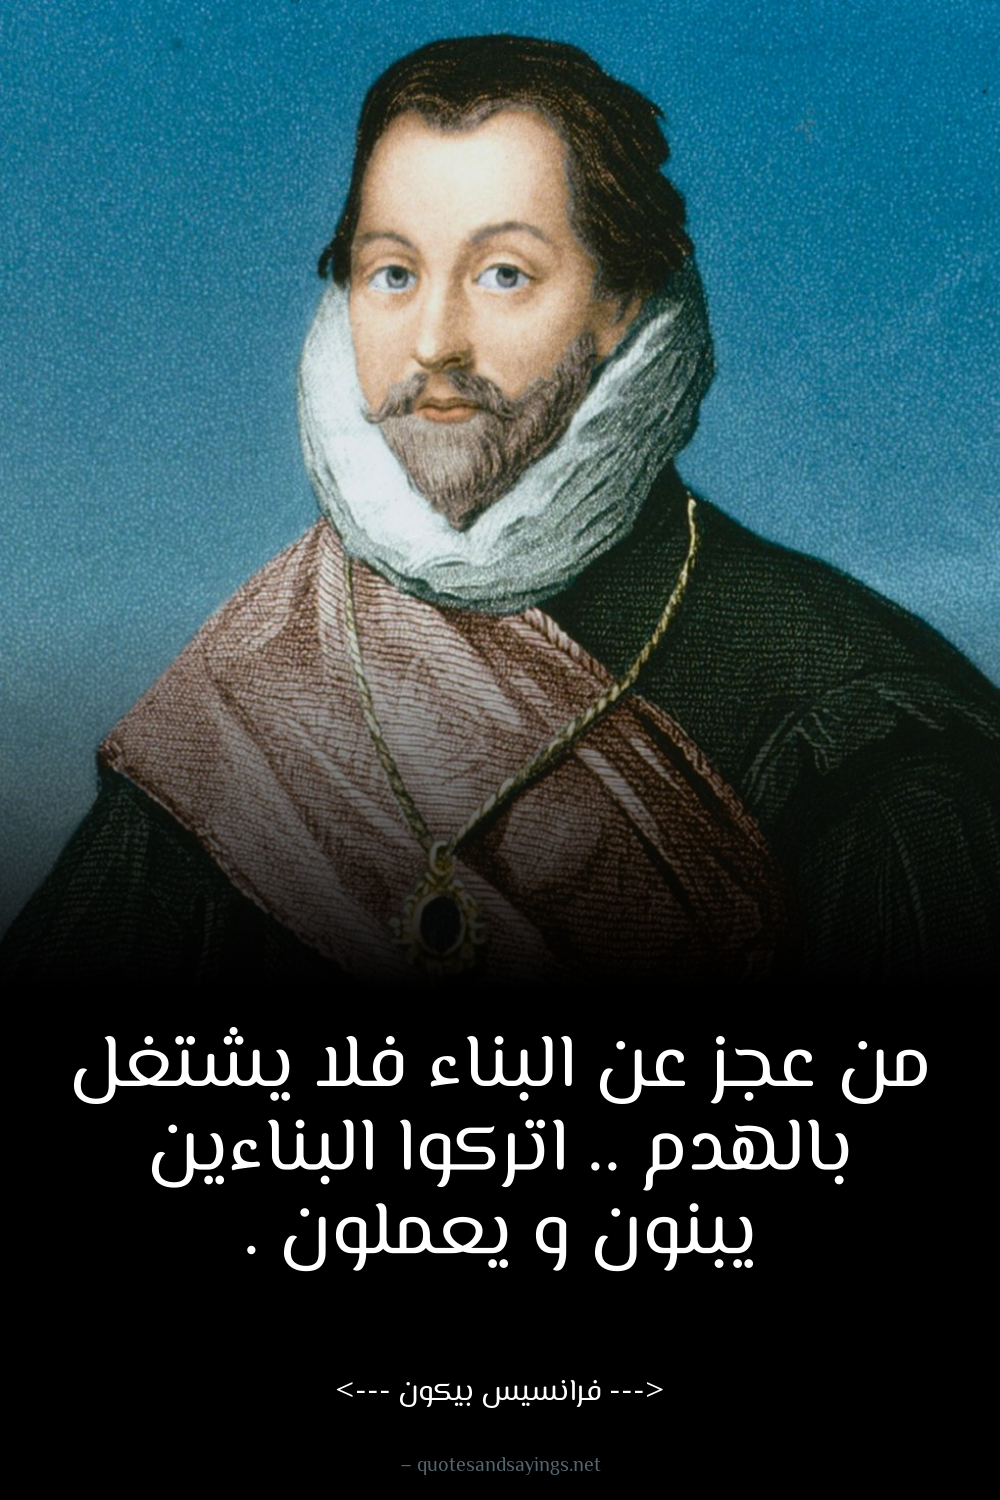 من عجز عن البناء فلا يشتغل
بالهدم .. اتركوا البناءين
يبنون و يعملون .
<--- فرانسيس بيكون --->
– quotesandsayings.net